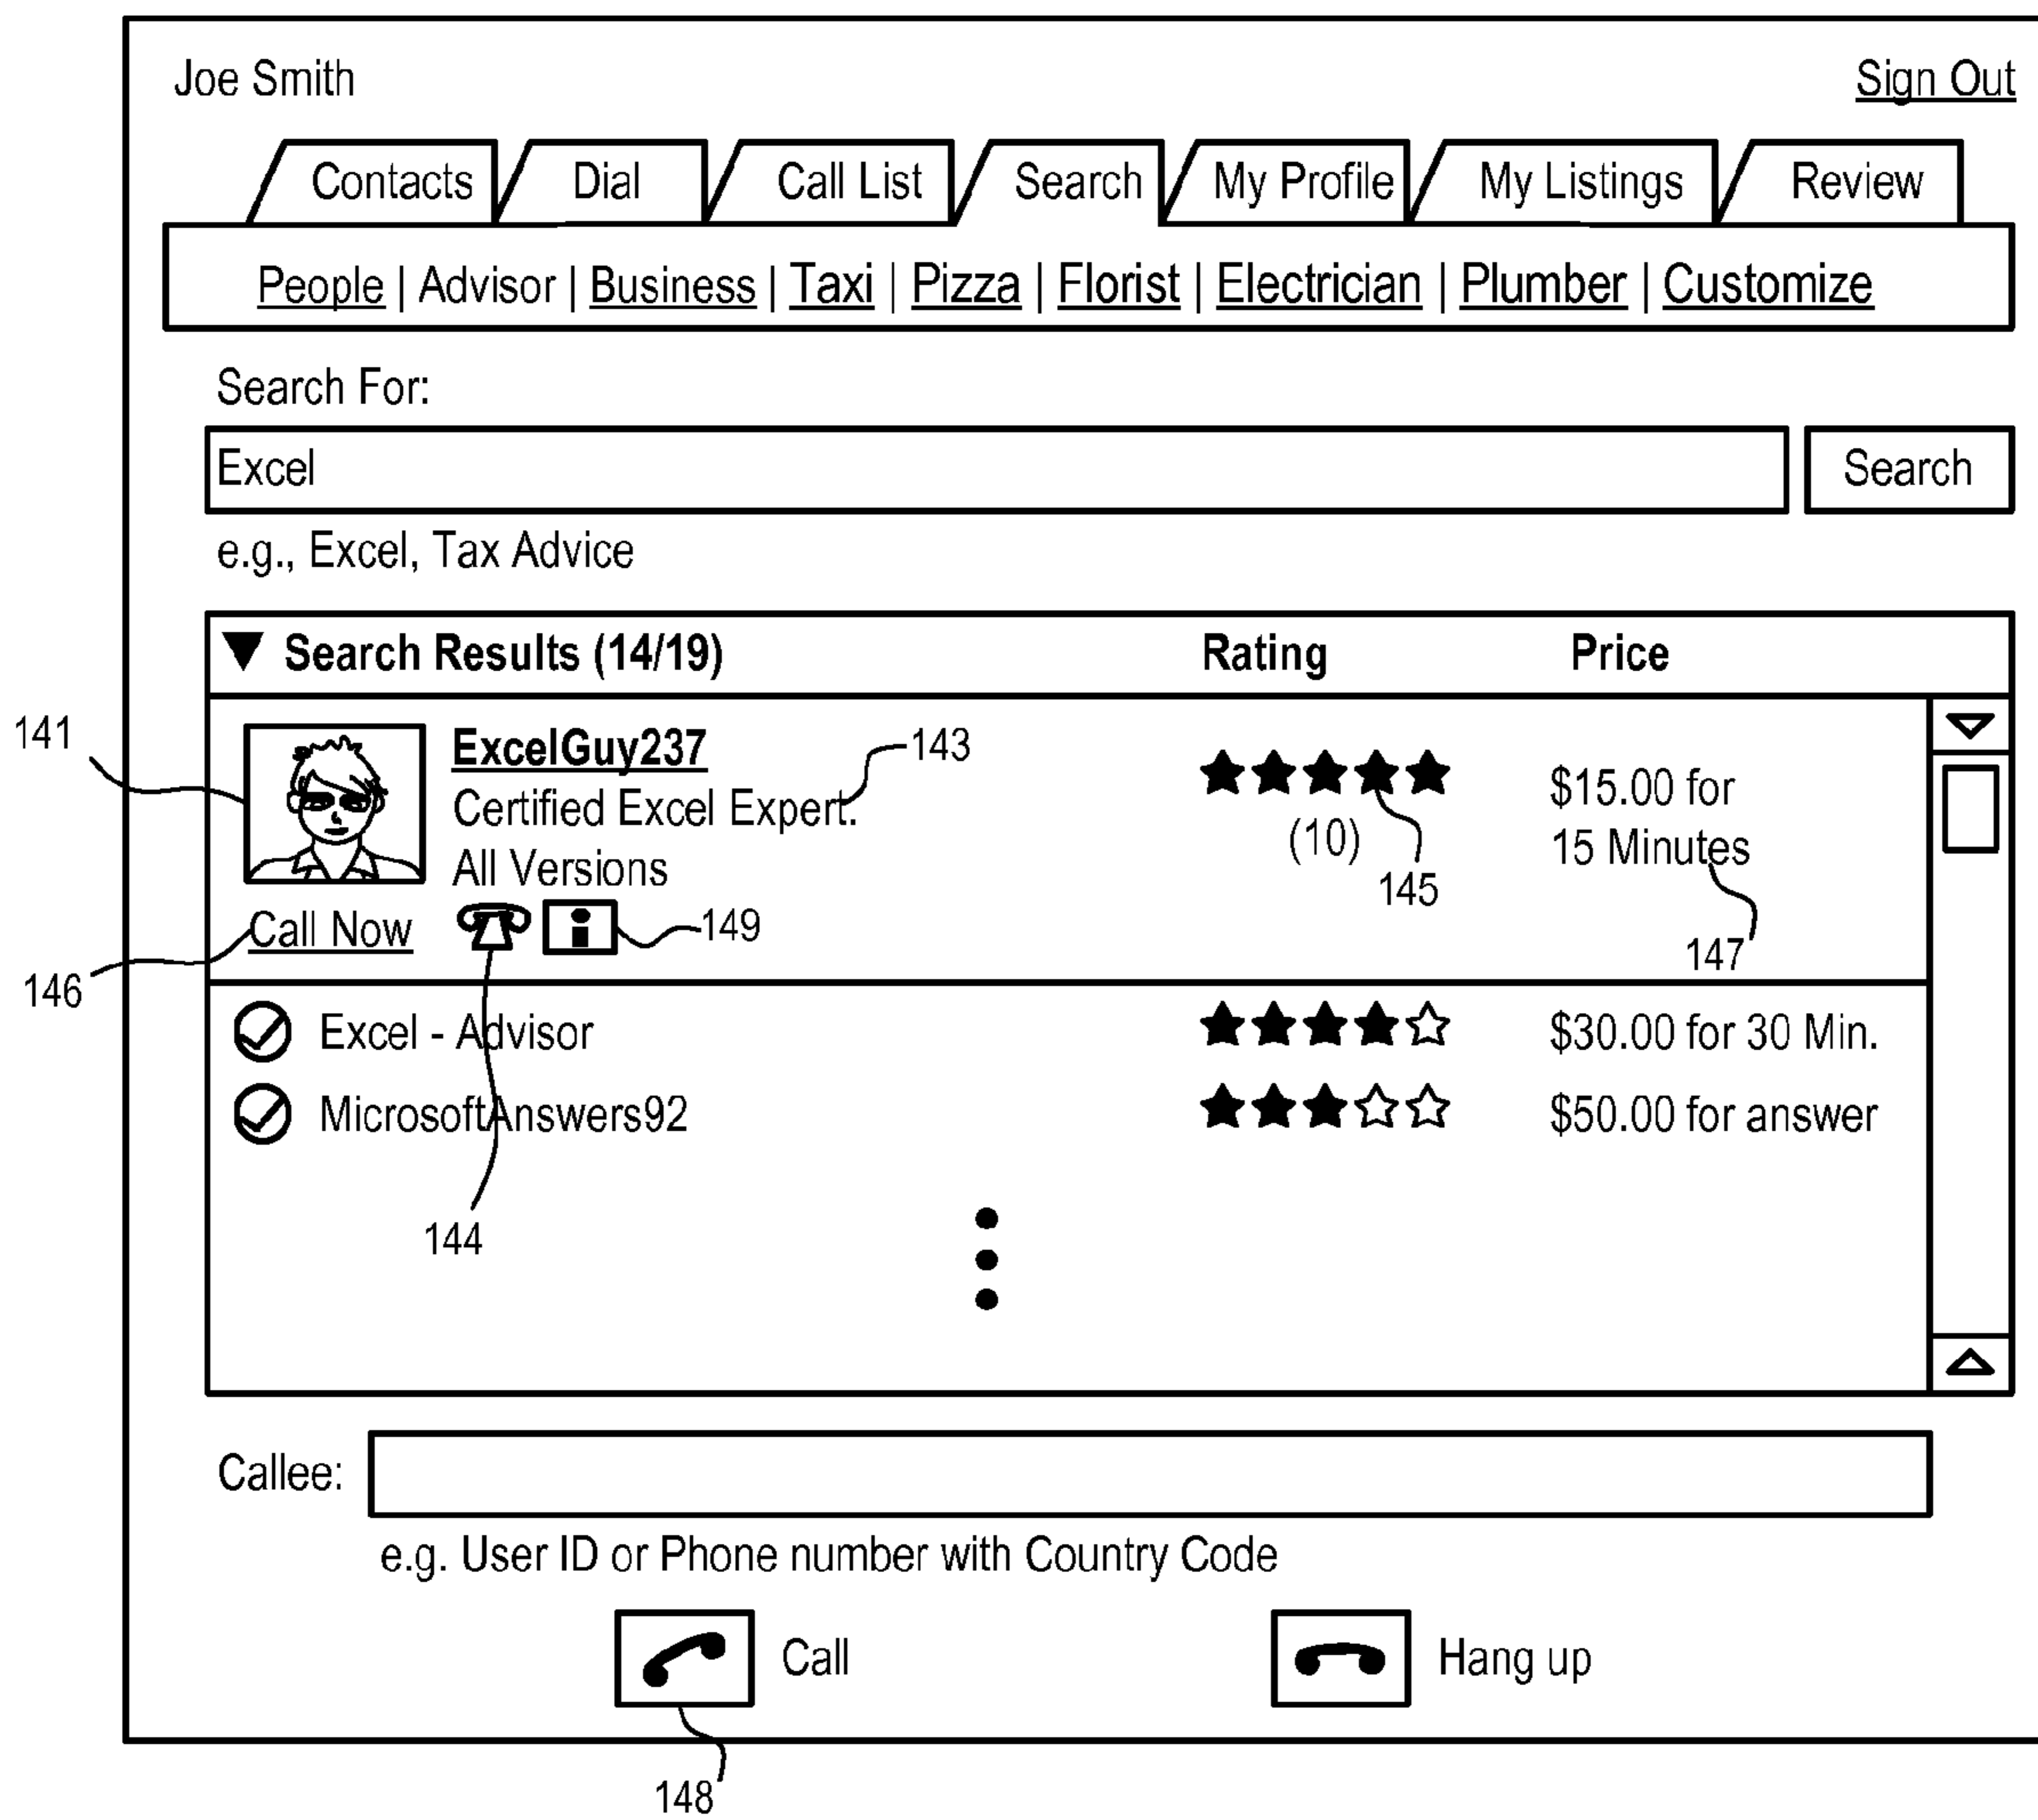 Joe Smith Sign Out
Contacts Dial Call List Search My Profile My Listings Review
People | Advisor | Business | Taxi | Pizza | Florist | Electrician | Plumber | Customize
Search For:
Excel Search
e.g., Excel, Tax Advice
Search Results (14/19) Rating Price
141 ExcelGuy237 143
Certified Excel Expert. $15.00 for
(10) 15 Minutes
All Versions 145
Call Now 149 147
146
Excel - Advisor $30.00 for 30 Min.
MicrosoftAnswers92 $50.00 for answer
144
Callee:
e.g. User ID or Phone number with Country Code
Call Hang up
148